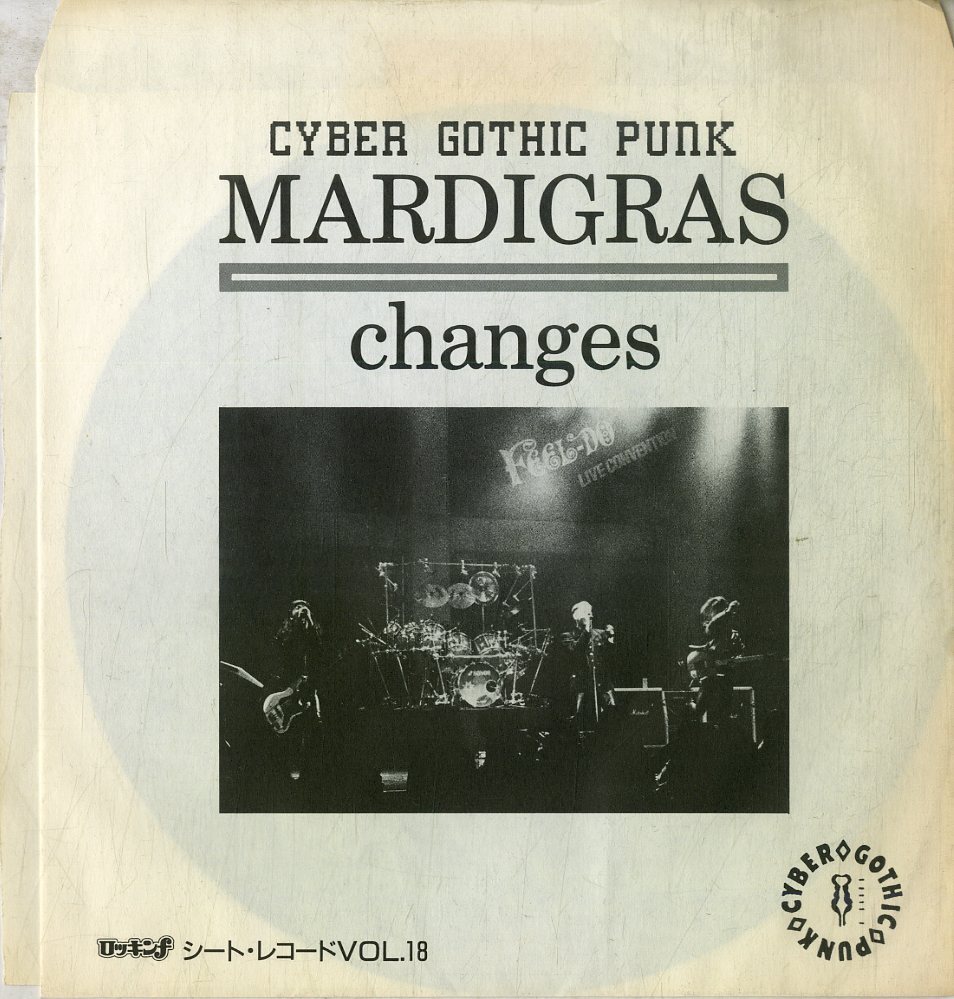 CYBER GOTHIC PUNK
MARDIGRAS
changes
FEEL-DO
LIVE CONVENTION
Marshall
CYBER◇GOTHIC◇PUNK◇
ロッキンf シート・レコードVOL.18